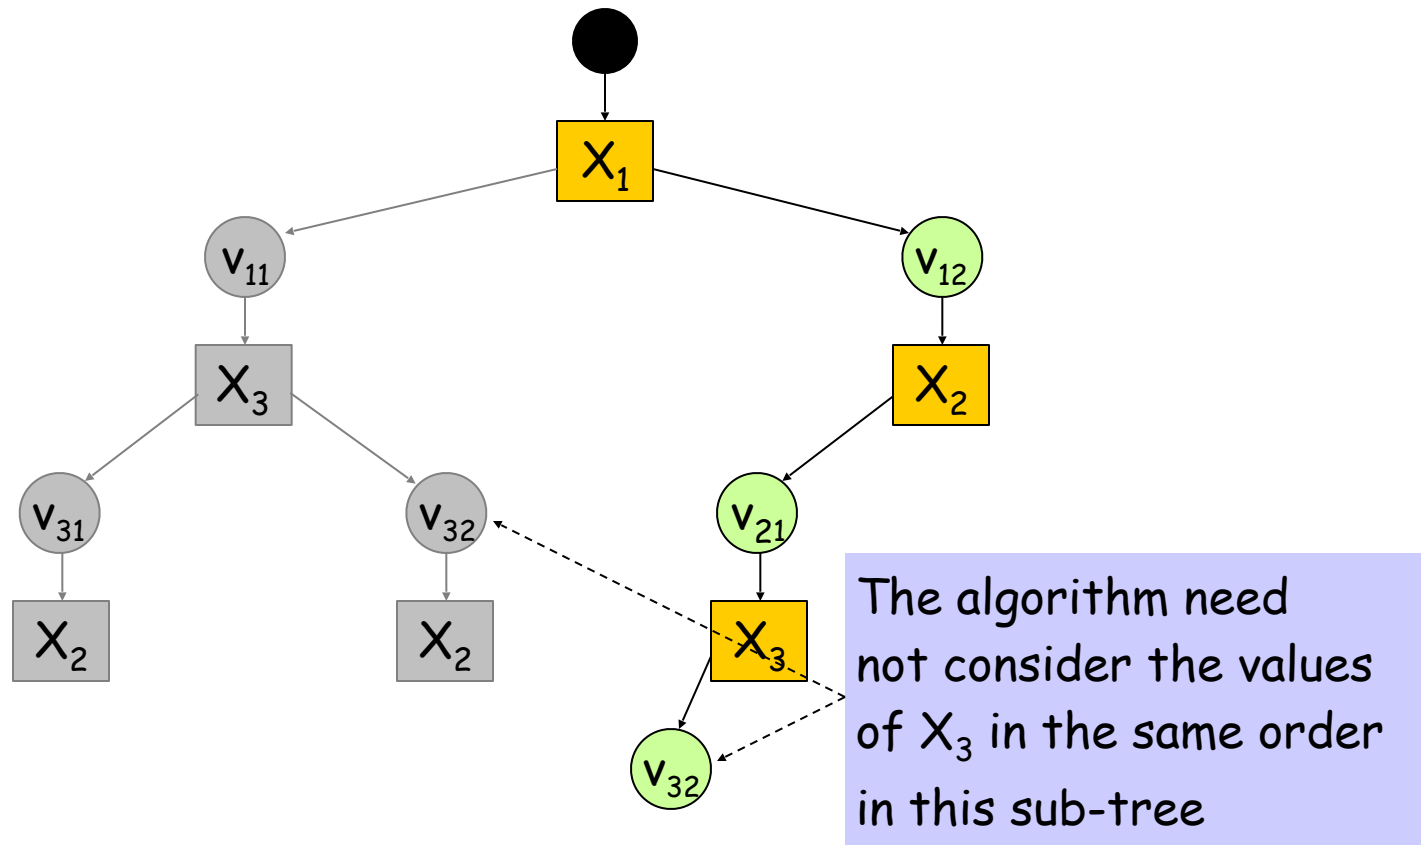 X₁
v₁₁
v₁₂
X₃
X₂
v₃₁
v₃₂
v₂₁
X₂
X₂
X₃
v₃₂
The algorithm need
not consider the values
of X₃ in the same order
in this sub-tree